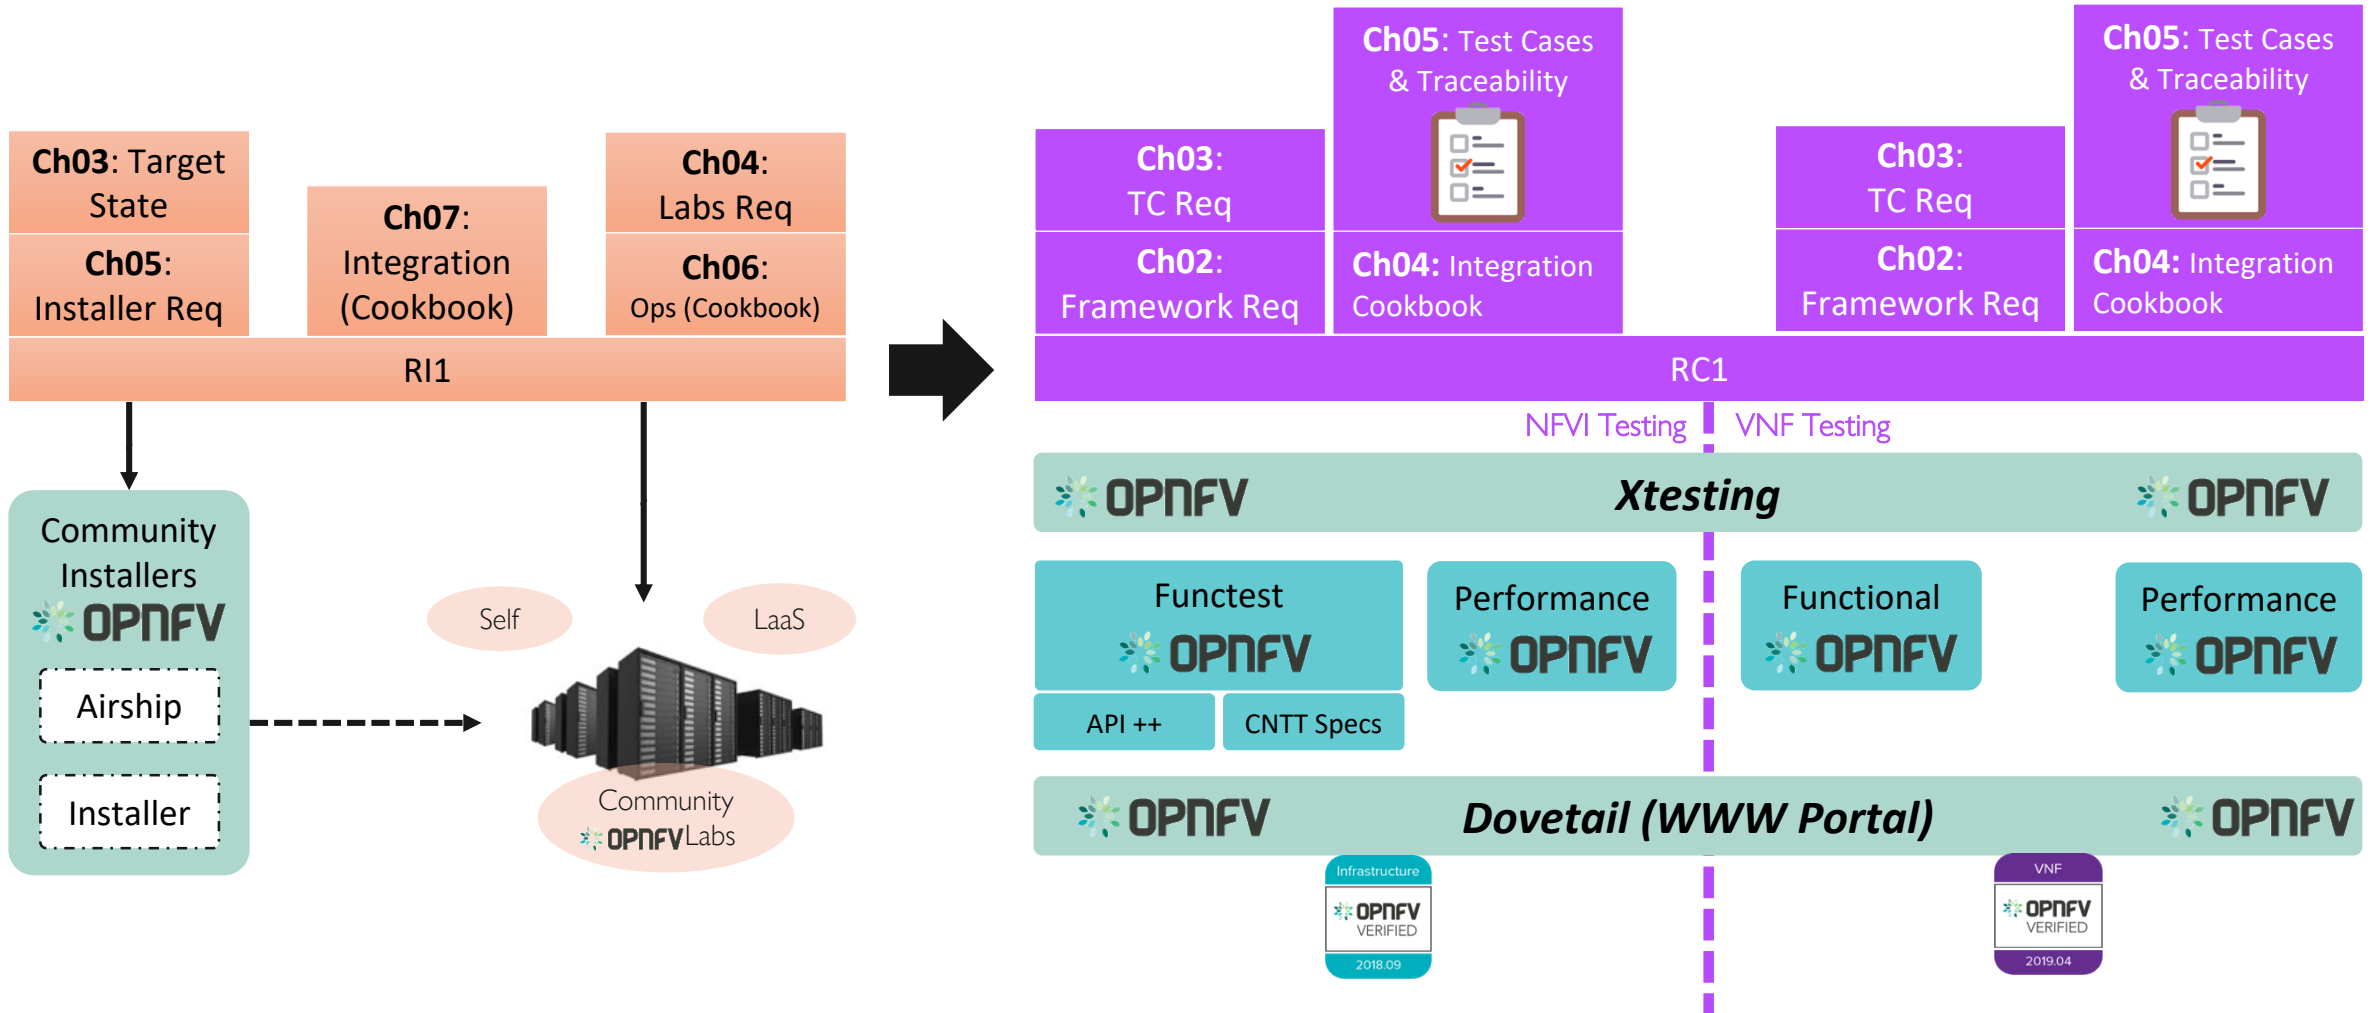 Ch03: Target
State
Ch05:
Installer Req
Ch07:
Integration
(Cookbook)
Ch04:
Labs Req
Ch06:
Ops (Cookbook)
RI1
Community
Installers
OPNFV
Airship
Installer
Self
LaaS
Community
OPNFV Labs
Ch03:
TC Req
Ch02:
Framework Req
Ch05: Test Cases
& Traceability
Ch04: Integration
Cookbook
Ch03:
TC Req
Ch02:
Framework Req
Ch05: Test Cases
& Traceability
Ch04: Integration
Cookbook
RC1
NFVI Testing
VNF Testing
OPNFV
Xtesting
OPNFV
Functest
OPNFV
API ++
CNTT Specs
Performance
OPNFV
Functional
OPNFV
Performance
OPNFV
OPNFV
Dovetail (WWW Portal)
OPNFV
Infrastructure
OPNFV
VERIFIED
2018.09
VNF
OPNFV
VERIFIED
2019.04